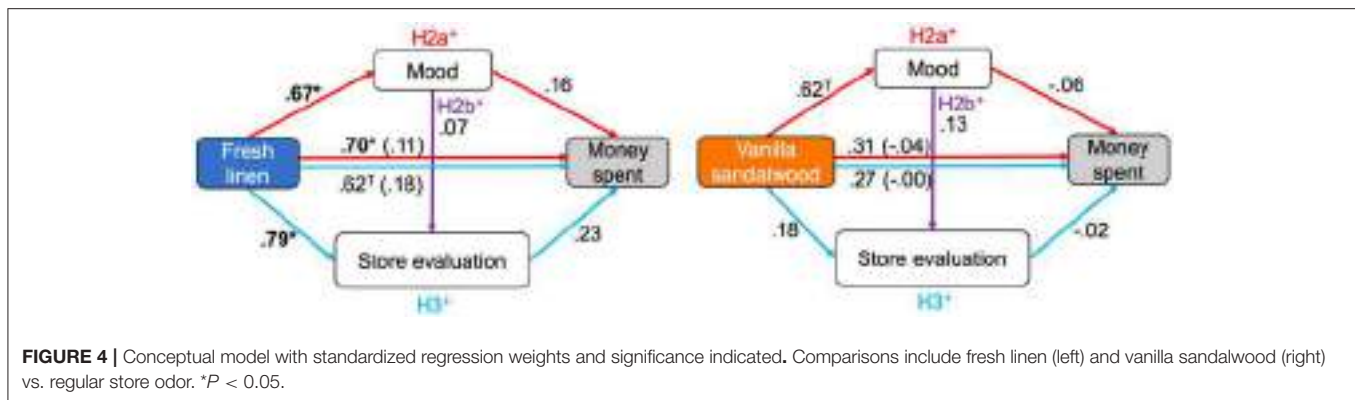 H2a⁺
Mood
.67*
.16
H2b⁺
.07
Fresh
linen
.70* (.11)
.62† (.18)
Money
spent
.79*
.23
Store evaluation
H3⁺
H2a⁺
Mood
.62†
-.06
H2b⁺
.13
Vanilla
sandalwood
.31 (-.04)
.27 (-.00)
Money
spent
.18
-.02
Store evaluation
H3⁺
FIGURE 4 | Conceptual model with standardized regression weights and significance indicated. Comparisons include fresh linen (left) and vanilla sandalwood (right)
vs. regular store odor. *P < 0.05.